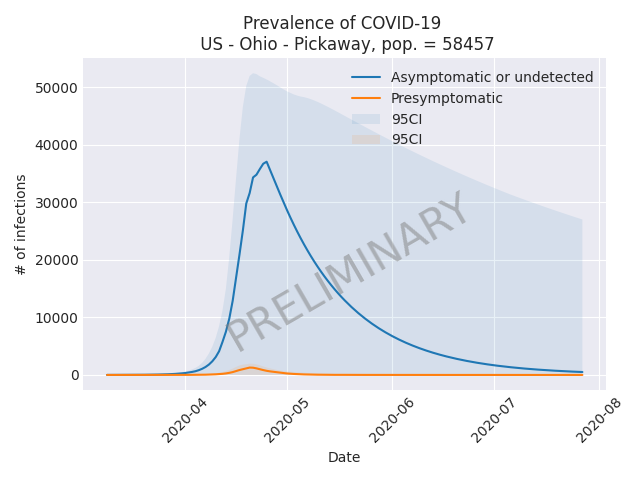 Prevalence of COVID-19
US - Ohio - Pickaway, pop. = 58457
Asymptomatic or undetected
Presymptomatic
95CI
95CI
50000
40000
30000
20000
10000
0
# of infections
PRELIMINARY
2020-04
2020-05
2020-06
2020-07
2020-08
Date